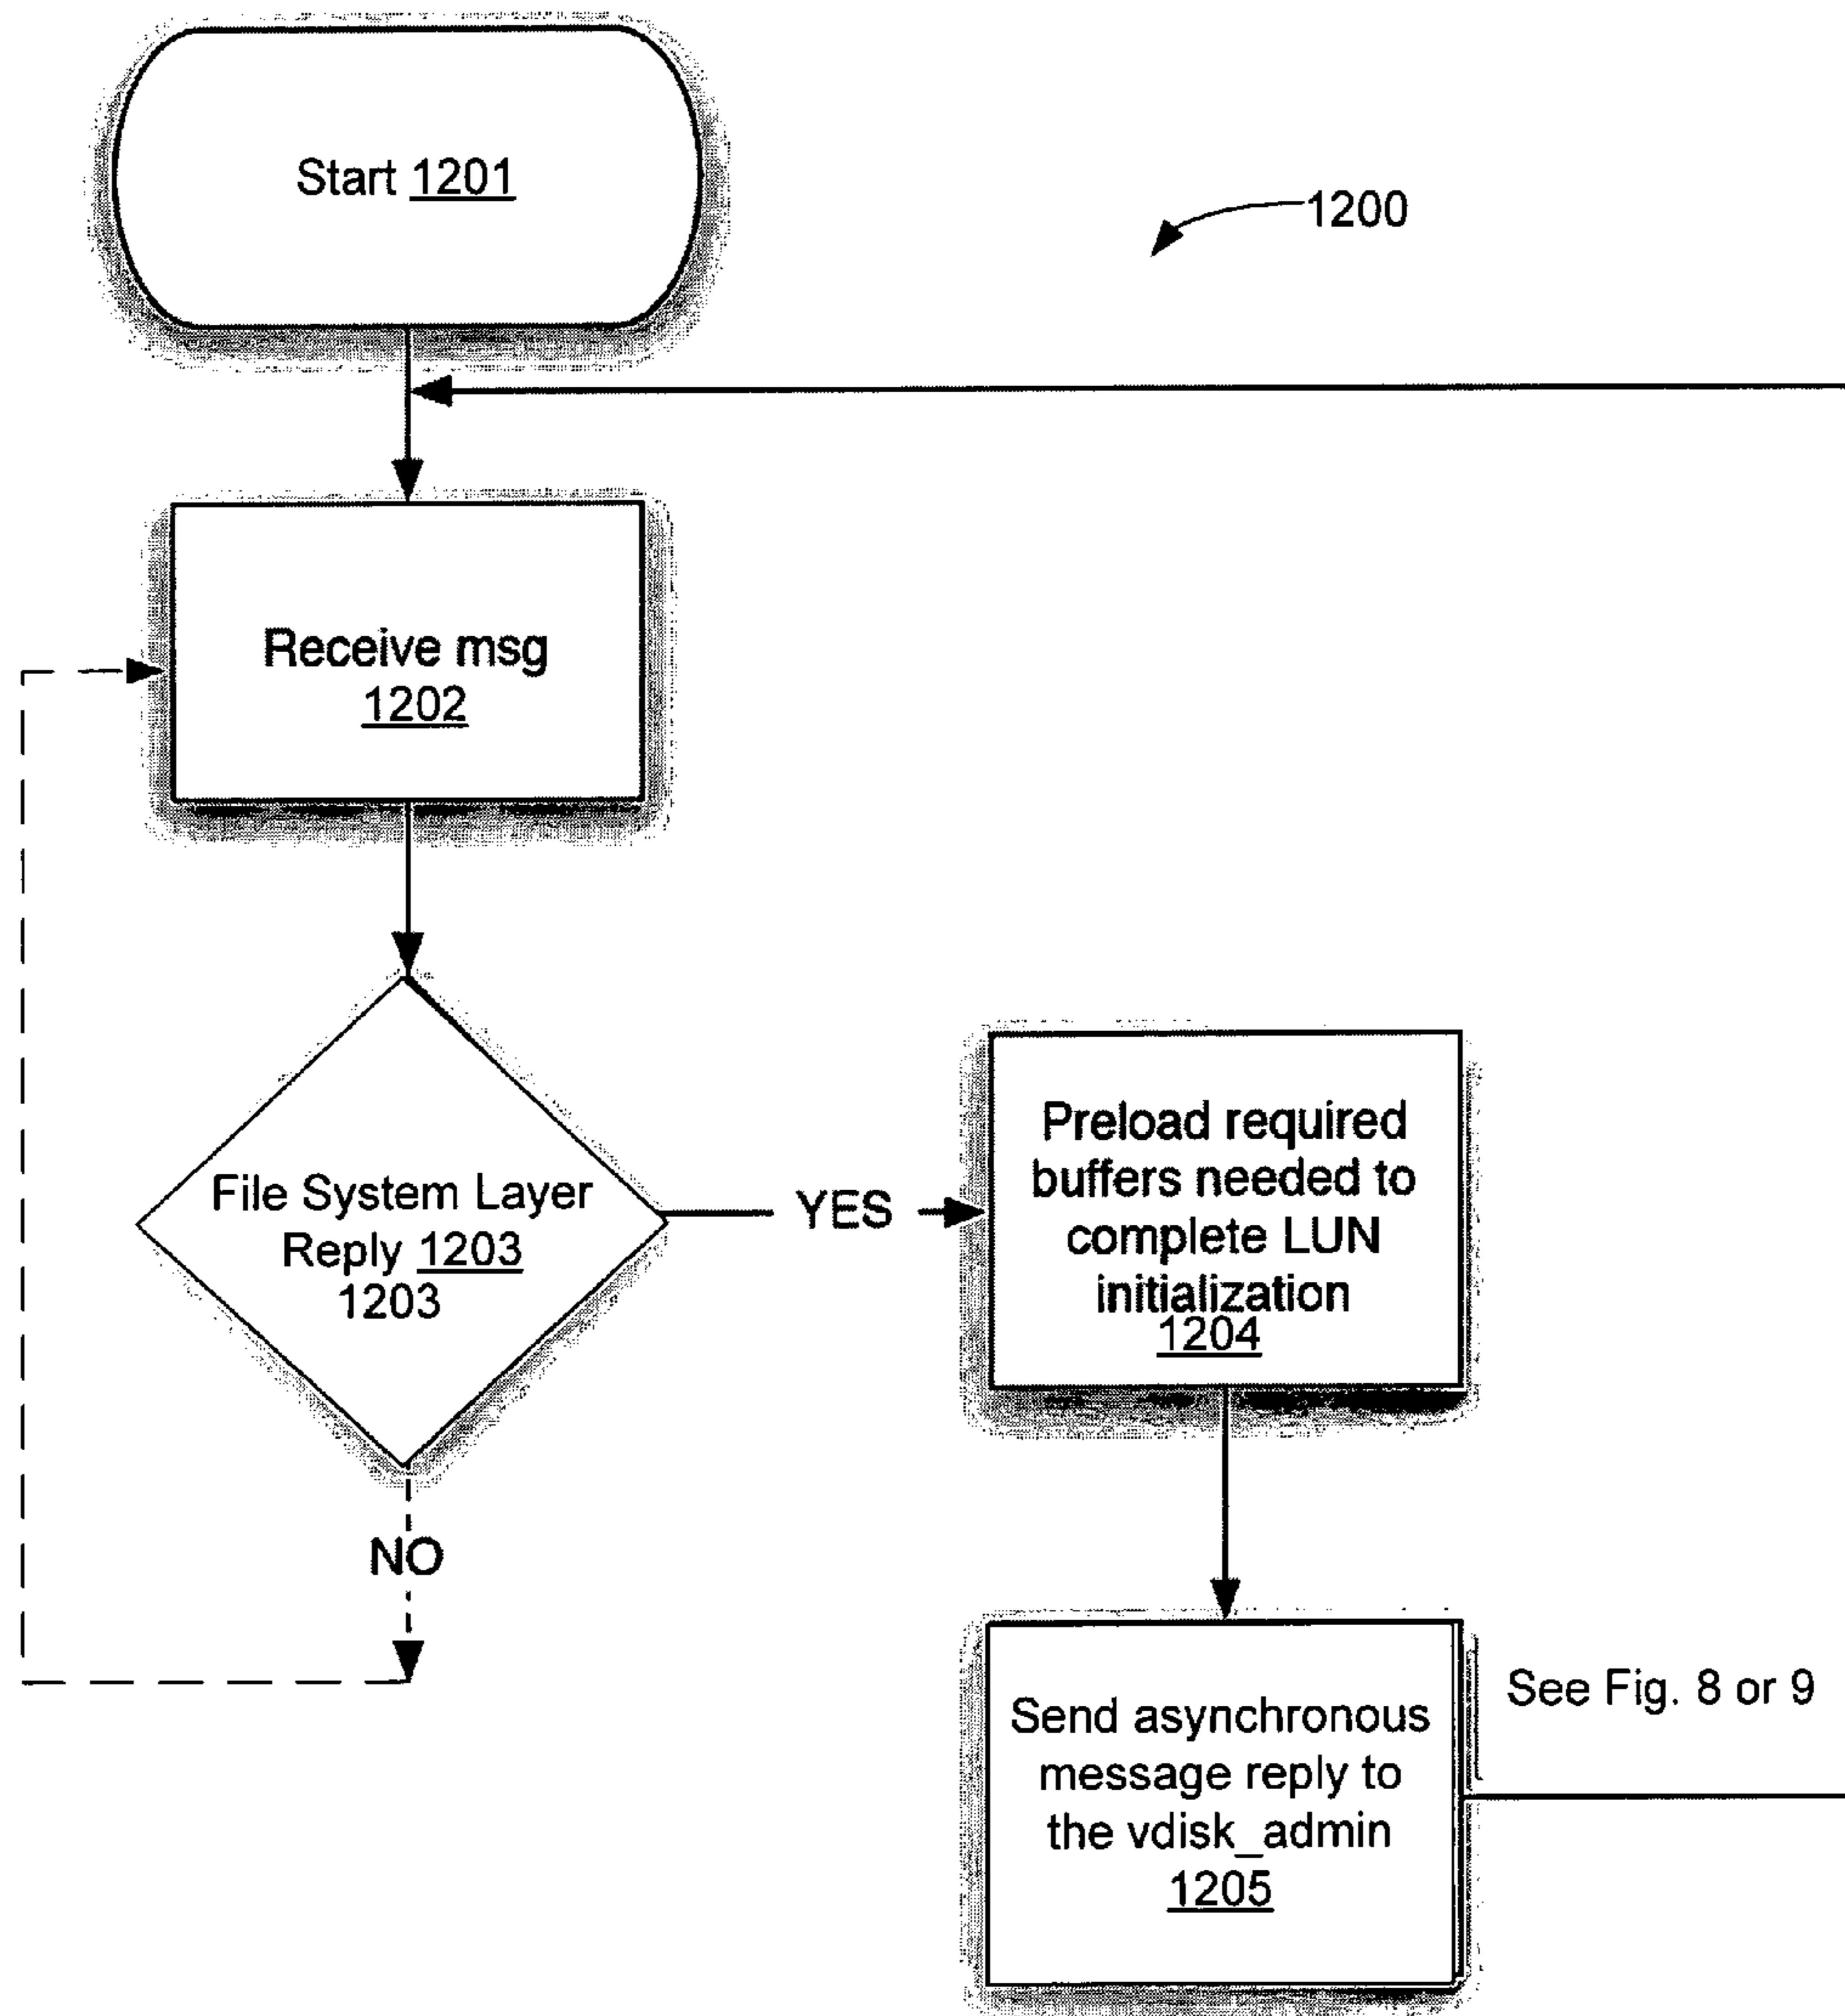 Start 1201
1200
Receive msg
1202
File System Layer
Reply 1203
1203
YES
NO
Preload required
buffers needed to
complete LUN
initialization
1204
Send asynchronous
message reply to
the vdisk_admin
1205
See Fig. 8 or 9